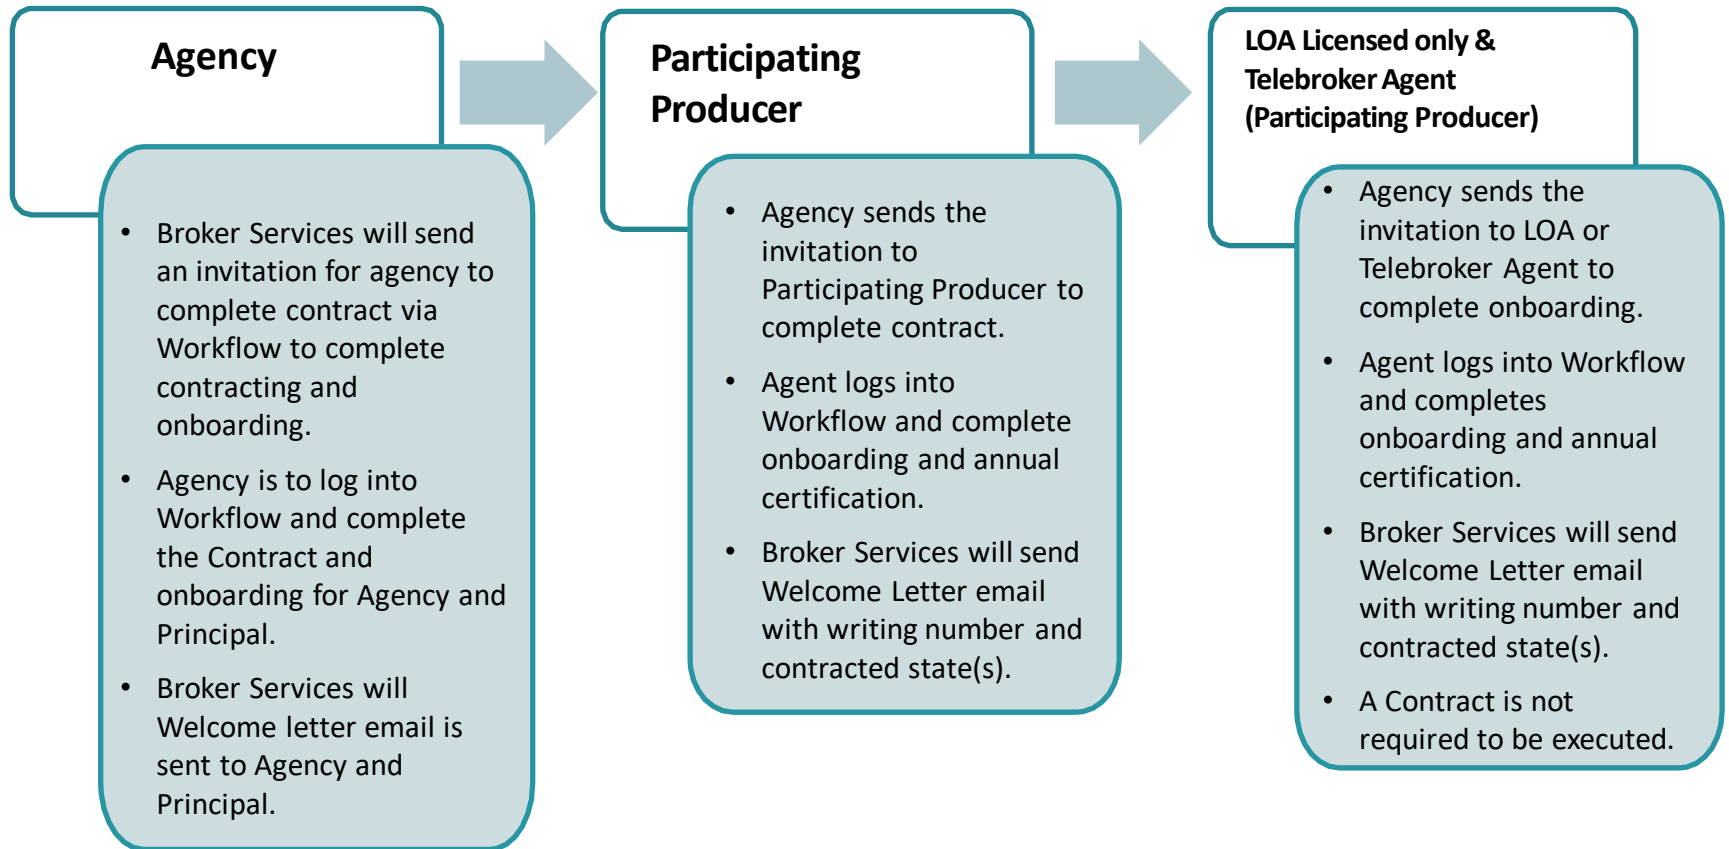 Agency
• Broker Services will send
an invitation for agency to
complete contract via
Workflow to complete
contracting and
onboarding.
• Agency is to log into
Workflow and complete
the Contract and
onboarding for Agency and
Principal.
• Broker Services will
Welcome letter email is
sent to Agency and
Principal.
Participating
Producer
• Agency sends the
invitation to
Participating Producer to
complete contract.
• Agent logs into
Workflow and complete
onboarding and annual
certification.
• Broker Services will send
Welcome Letter email
with writing number and
contracted state(s).
LOA Licensed only &
Telebroker Agent
(Participating Producer)
• Agency sends the
invitation to LOA or
Telebroker Agent to
complete onboarding.
• Agent logs into Workflow
and completes
onboarding and annual
certification.
• Broker Services will send
Welcome Letter email
with writing number and
contracted state(s).
• A Contract is not
required to be executed.